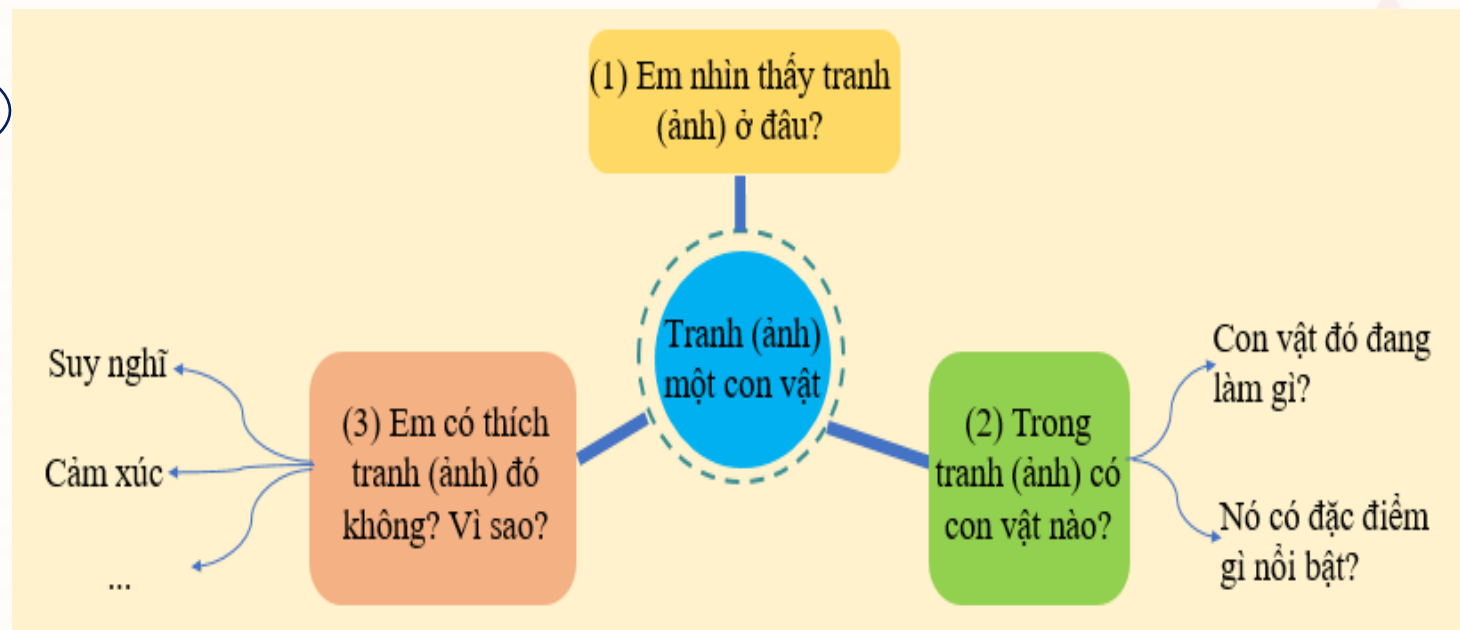 (1) Em nhìn thấy tranh
(ảnh) ở đâu?
Tranh (ảnh)
một con vật
(2) Trong
tranh (ảnh) có
con vật nào?
Con vật đó đang
làm gì?
Nó có đặc điểm
gì nổi bật?
(3) Em có thích
tranh (ảnh) đó
không? Vì sao?
Suy nghĩ
Cảm xúc
...